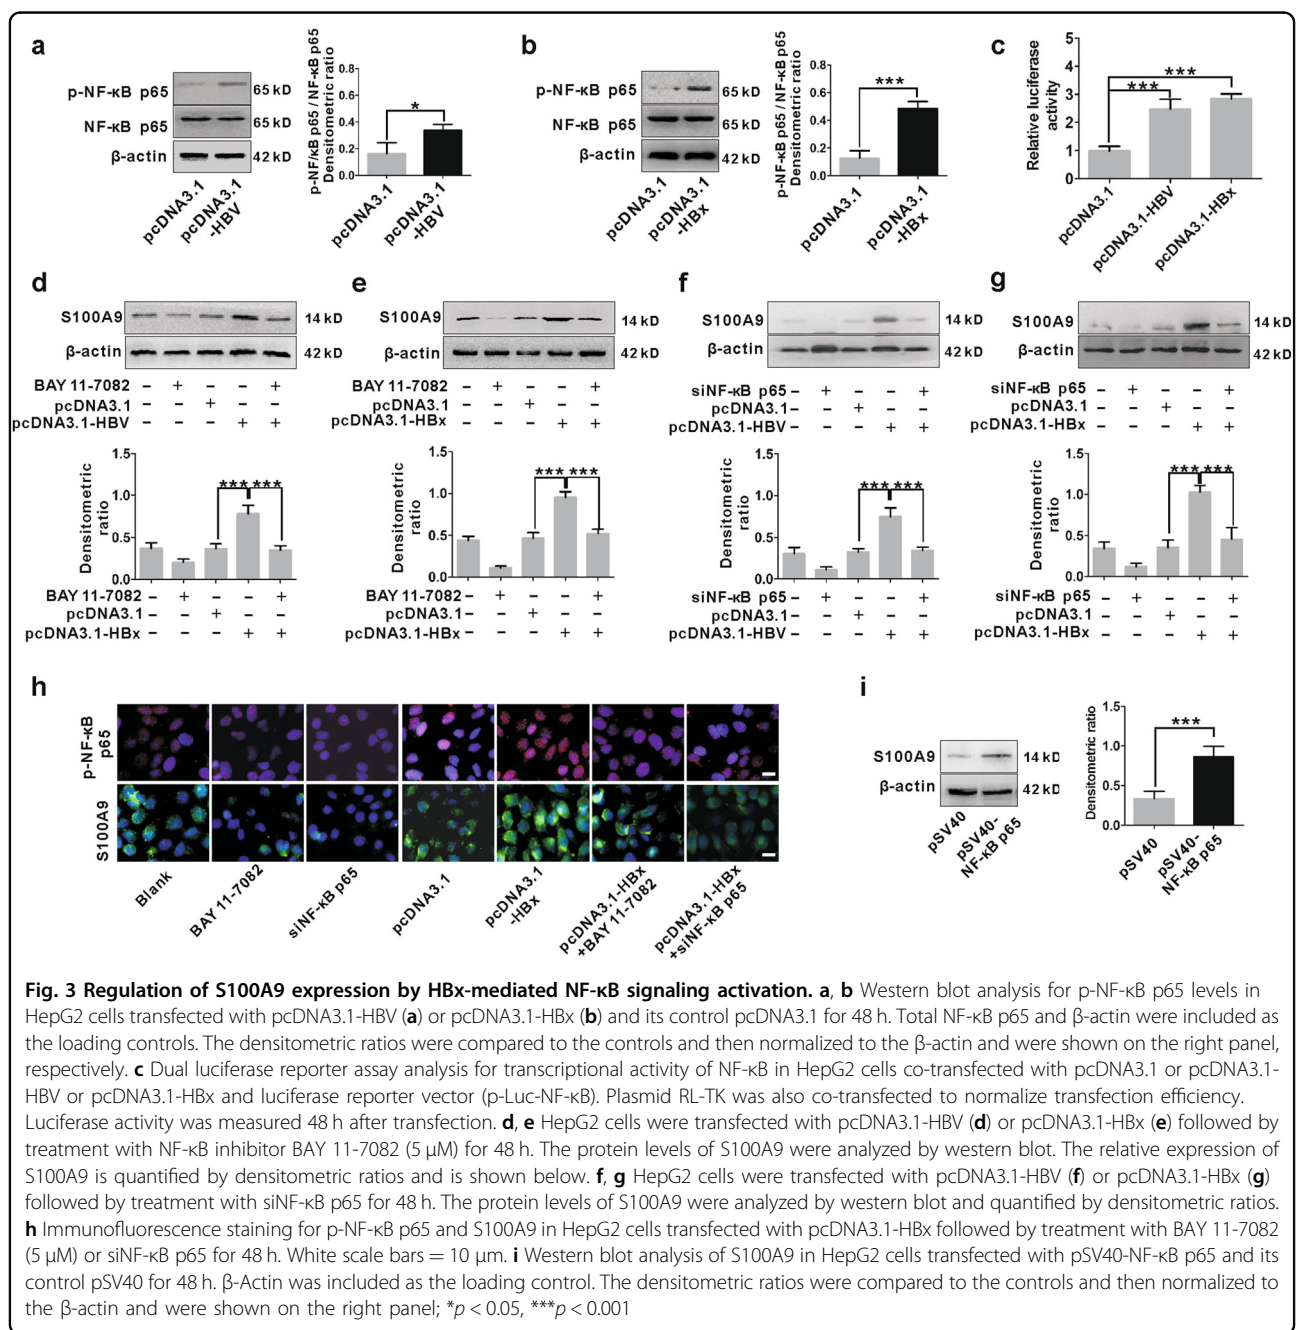 a
p-NF-κB p65
65 kD
NF-κB p65
65 kD
β-actin
42 kD
pcDNA3.1
pcDNA3.1
-HBV
p-NF/κB p65 / NF-κB p65
Densitometric ratio
0.8
0.6
0.4
0.2
0.0
*
pcDNA3.1
pcDNA3.1
-HBV
b
p-NF-κB p65
65 kD
NF-κB p65
65 kD
β-actin
42 kD
pcDNA3.1
pcDNA3.1
-HBx
p-NF-κB p65 / NF-κB p65
Densitometric ratio
0.8
0.6
0.4
0.2
0.0
***
pcDNA3.1
pcDNA3.1
-HBx
c
Relative luciferase
activity
5
4
3
2
1
0
***
***
pcDNA3.1
pcDNA3.1-HBV
pcDNA3.1-HBx
d
S100A9
14 kD
β-actin
42 kD
BAY 11-7082 – + – – +
pcDNA3.1 – – + – –
pcDNA3.1-HBV – – – + +
Densitometric
ratio
1.5
1.0
0.5
0.0
*** ***
BAY 11-7082 – + – – +
pcDNA3.1 – – + – –
pcDNA3.1-HBx – – – + +
e
S100A9
14 kD
β-actin
42 kD
BAY 11-7082 – + – – +
pcDNA3.1 – – + – –
pcDNA3.1-HBx – – – + +
Densitometric
ratio
1.5
1.0
0.5
0.0
*** ***
BAY 11-7082 – + – – +
pcDNA3.1 – – + – –
pcDNA3.1-HBx – – – + +
f
S100A9
14 kD
β-actin
42 kD
siNF-κB p65 – + – – +
pcDNA3.1 – – + – –
pcDNA3.1-HBV – – – + +
Densitometric
ratio
1.5
1.0
0.5
0.0
*** ***
siNF-κB p65 – + – – +
pcDNA3.1 – – + – –
pcDNA3.1-HBV – – – + +
g
S100A9
14 kD
β-actin
42 kD
siNF-κB p65 – + – – +
pcDNA3.1 – – + – –
pcDNA3.1-HBx – – – + +
Densitometric
ratio
1.5
1.0
0.5
0.0
*** ***
siNF-κB p65 – + – – +
pcDNA3.1 – – + – –
pcDNA3.1-HBx – – – + +
h
p-NF-κB
p65
S100A9
Blank
BAY 11-7082
siNF-κB p65
pcDNA3.1
pcDNA3.1
-HBx
pcDNA3.1-HBx
+BAY 11-7082
pcDNA3.1-HBx
+siNF-κB p65
i
S100A9
14 kD
β-actin
42 kD
pSV40
pSV40-
NF-κB p65
Densitometric ratio
1.5
1.0
0.5
0.0
***
pSV40
pSV40-
NF-κB p65
Fig. 3 Regulation of S100A9 expression by HBx-mediated NF-κB signaling activation. a, b Western blot analysis for p-NF-κB p65 levels in
HepG2 cells transfected with pcDNA3.1-HBV (a) or pcDNA3.1-HBx (b) and its control pcDNA3.1 for 48 h. Total NF-κB p65 and β-actin were included as
the loading controls. The densitometric ratios were compared to the controls and then normalized to the β-actin and were shown on the right panel,
respectively. c Dual luciferase reporter assay analysis for transcriptional activity of NF-κB in HepG2 cells co-transfected with pcDNA3.1 or pcDNA3.1-
HBV or pcDNA3.1-HBx and luciferase reporter vector (p-Luc-NF-κB). Plasmid RL-TK was also co-transfected to normalize transfection efficiency.
Luciferase activity was measured 48 h after transfection. d, e HepG2 cells were transfected with pcDNA3.1-HBV (d) or pcDNA3.1-HBx (e) followed by
treatment with NF-κB inhibitor BAY 11-7082 (5 μM) for 48 h. The protein levels of S100A9 were analyzed by western blot. The relative expression of
S100A9 is quantified by densitometric ratios and is shown below. f, g HepG2 cells were transfected with pcDNA3.1-HBV (f) or pcDNA3.1-HBx (g)
followed by treatment with siNF-κB p65 for 48 h. The protein levels of S100A9 were analyzed by western blot and quantified by densitometric ratios.
h Immunofluorescence staining for p-NF-κB p65 and S100A9 in HepG2 cells transfected with pcDNA3.1-HBx followed by treatment with BAY 11-7082
(5 μM) or siNF-κB p65 for 48 h. White scale bars = 10 μm. i Western blot analysis of S100A9 in HepG2 cells transfected with pSV40-NF-κB p65 and its
control pSV40 for 48 h. β-Actin was included as the loading control. The densitometric ratios were compared to the controls and then normalized to
the β-actin and were shown on the right panel; *p < 0.05, ***p < 0.001